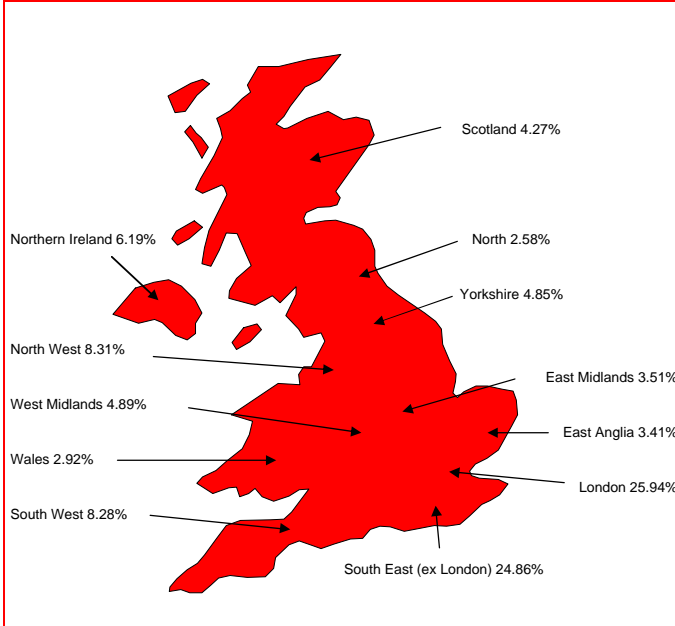 Scotland 4.27%
Northern Ireland 6.19%
North 2.58%
Yorkshire 4.85%
North West 8.31%
East Midlands 3.51%
West Midlands 4.89%
East Anglia 3.41%
Wales 2.92%
London 25.94%
South West 8.28%
South East (ex London) 24.86%